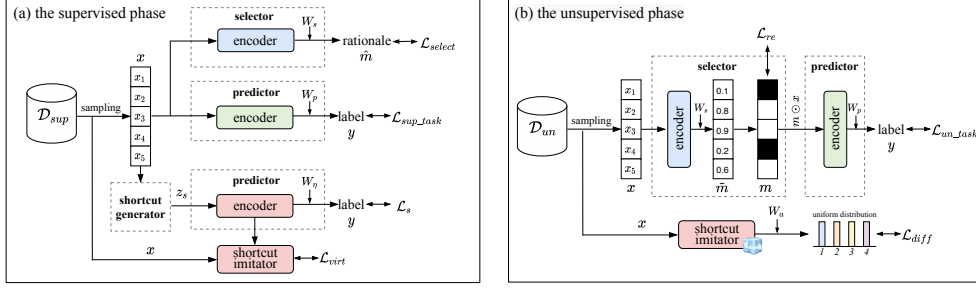 (a) the supervised phase
selector
W_s
encoder
rationale
m̂
L_select
x
x_1
x_2
x_3
x_4
x_5
D_sup
sampling
predictor
W_p
encoder
label
y
L_sup_task
shortcut
generator
z_s
predictor
W_η
encoder
label
y
L_s
x
shortcut
imitator
L_virt
(b) the unsupervised phase
L_re
selector
predictor
D_un
sampling
x_1
x_2
x_3
x_4
x_5
x
encoder
W_s
0.1
0.8
0.9
0.2
0.6
m̃
m
m ⊙ x
encoder
W_p
label
y
L_un_task
x
shortcut
imitator
W_a
uniform distribution
1 2 3 4
L_diff